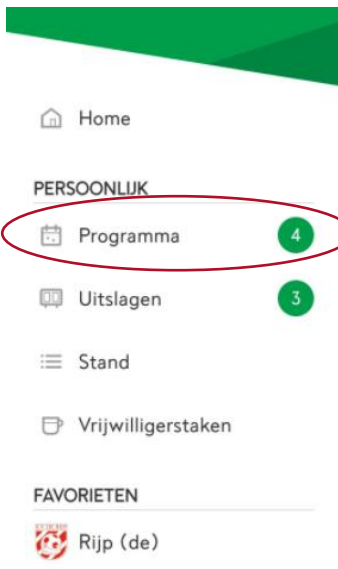 Home
PERSOONLIJK
Programma 4
Uitslagen 3
Stand
Vrijwilligerstaken
FAVORIETEN
Rijp (de)